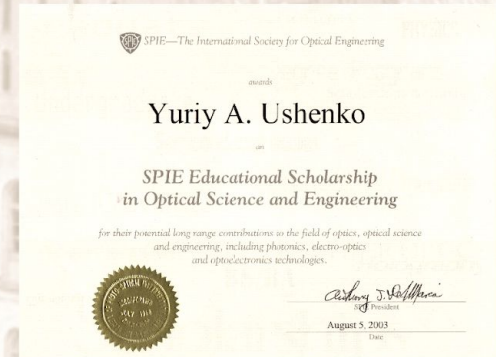 SPIE—The International Society for Optical Engineering
awards
Yuriy A. Ushenko
an
SPIE Educational Scholarship
in Optical Science and Engineering
for their potential long range contributions to the field of optics, optical science
and engineering, including photonics, electro-optics
and optoelectronics technologies.
SPIE President
August 5, 2003
Date